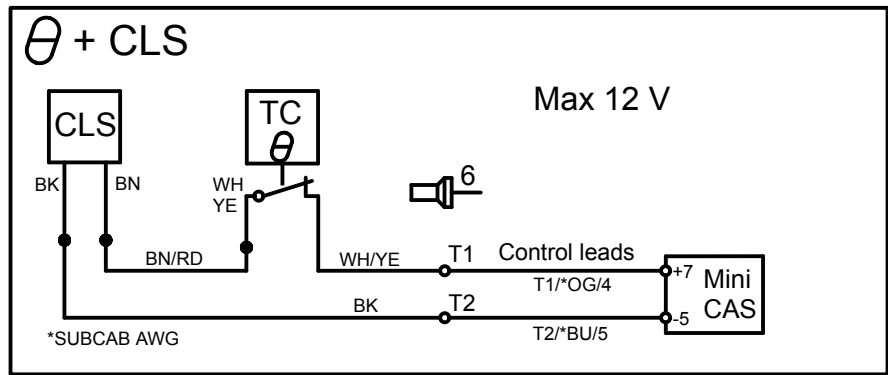 θ + CLS
Max 12 V
CLS
TC
θ
BK
BN
WH
YE
6
BN/RD
WH/YE
T1
Control leads
T1/*OG/4
+7
Mini
CAS
BK
T2
-5
T2/*BU/5
*SUBCAB AWG